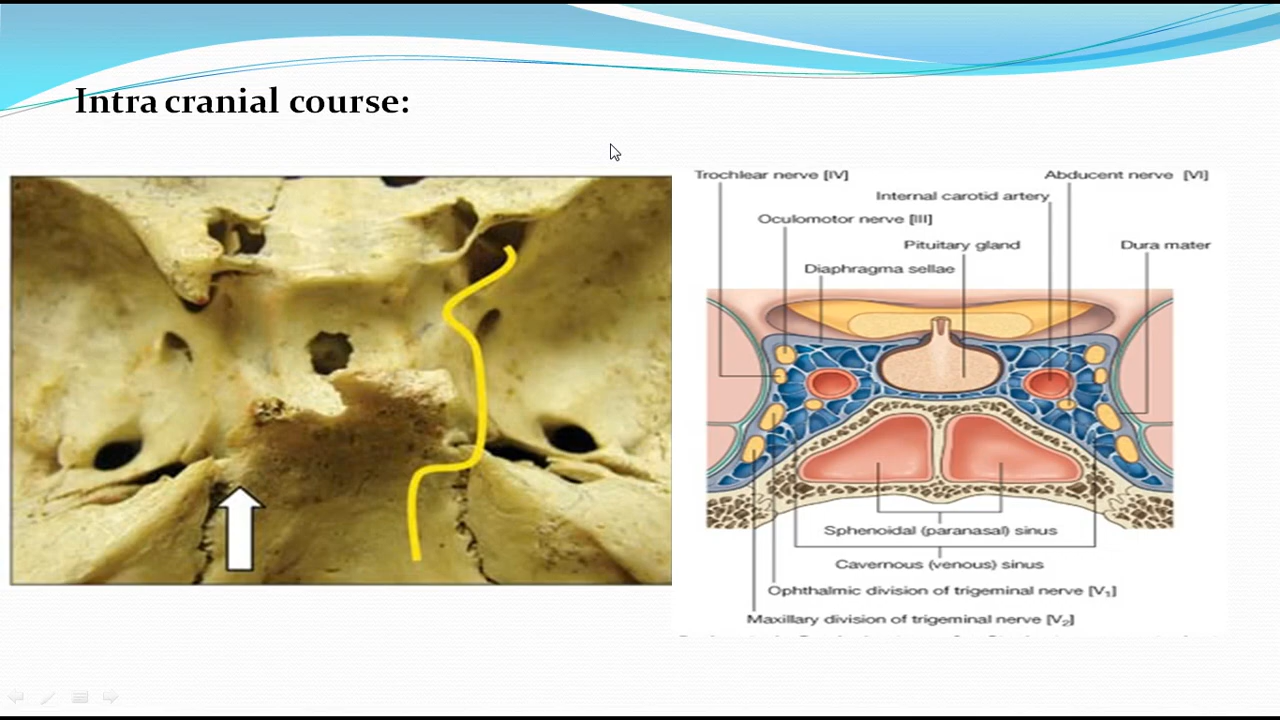 Intra cranial course:
Trochlear nerve [IV]
Abducent nerve [VI]
Internal carotid artery
Oculomotor nerve [III]
Pituitary gland
Dura mater
Diaphragma sellae
Sphenoidal (paranasal) sinus
Cavernous (venous) sinus
Ophthalmic division of trigeminal nerve [V₁]
Maxillary division of trigeminal nerve [V₂]